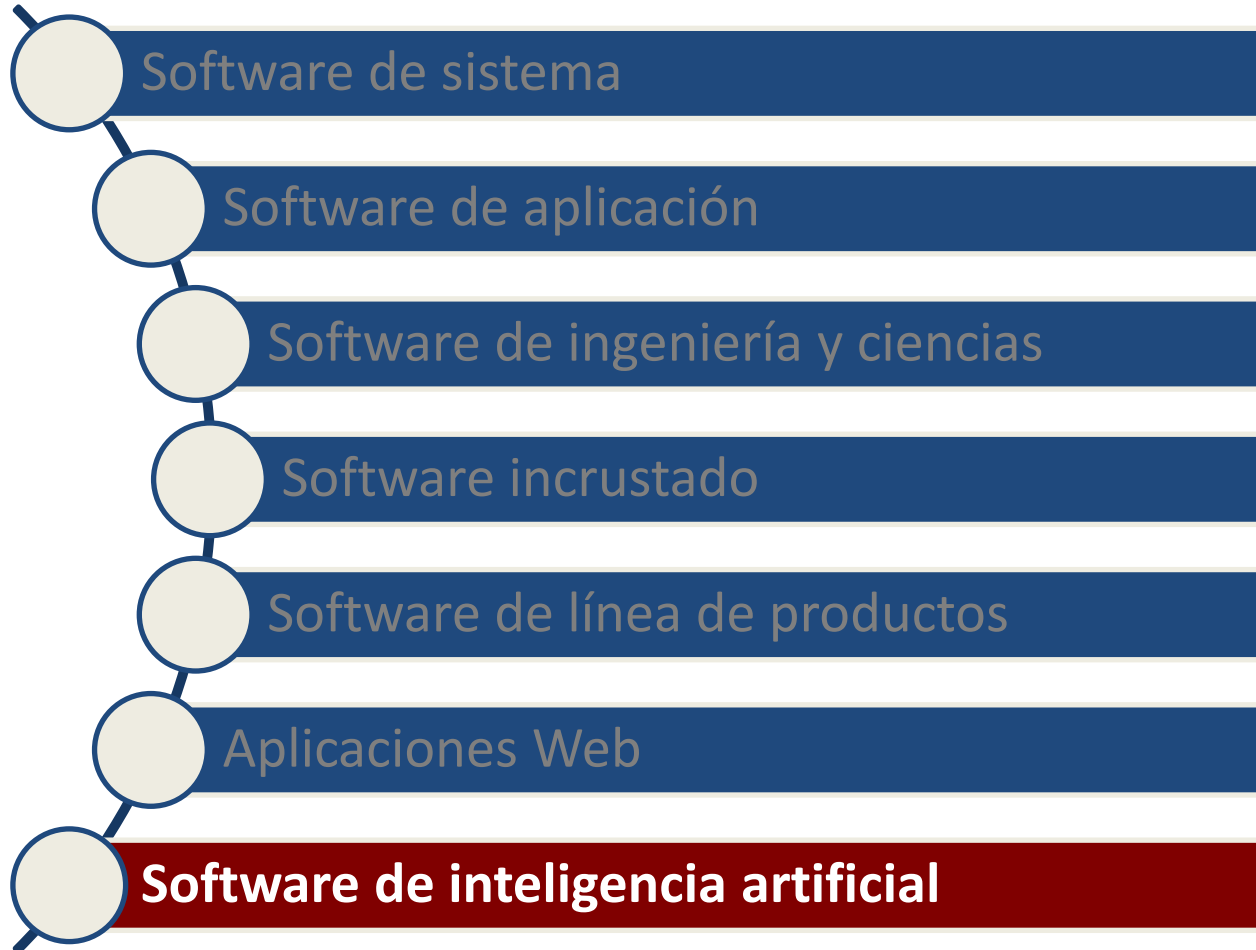 Software de sistema
Software de aplicación
Software de ingeniería y ciencias
Software incrustado
Software de línea de productos
Aplicaciones Web
Software de inteligencia artificial